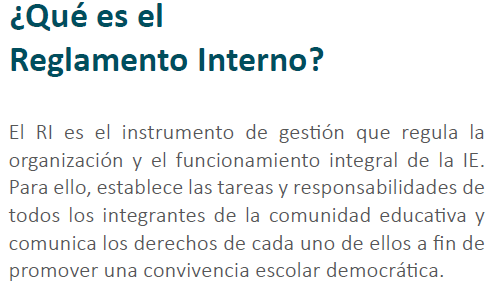 ¿Qué es el
Reglamento Interno?
El RI es el instrumento de gestión que regula la
organización y el funcionamiento integral de la IE.
Para ello, establece las tareas y responsabilidades de
todos los integrantes de la comunidad educativa y
comunica los derechos de cada uno de ellos a fin de
promover una convivencia escolar democrática.